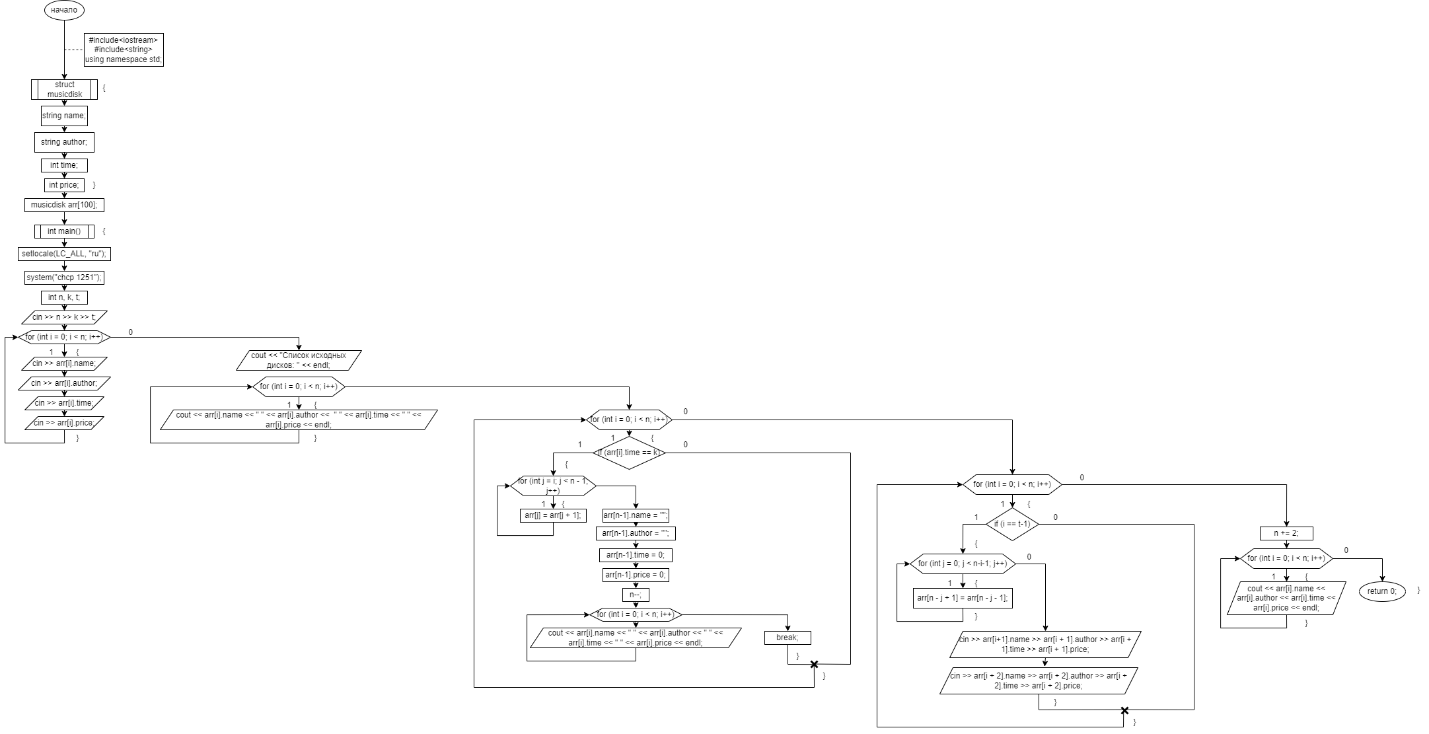 начало
#include<iostream>
#include<string>
using namespace std;
struct
musicdisk
{
string name;
string author;
int time;
int price;
}
musicdisk arr[100];
int main()
{
setlocale(LC_ALL, "ru");
system("chcp 1251");
int n, k, t;
cin >> n >> k >> t;
for (int i = 0; i < n; i++)
0
1
{
cin >> arr[i].name;
cin >> arr[i].author;
cin >> arr[i].time;
cin >> arr[i].price;
}
cout << "Список исходных
дисков: " << endl;
for (int i = 0; i < n; i++)
1
{
cout << arr[i].name << " " << arr[i].author << " " << arr[i].time << " " <<
arr[i].price << endl;
}
for (int i = 0; i < n; i++)
0
1
{
if (arr[i].time == k)
1
0
{
for (int j = i; j < n - 1;
j++)
1
{
arr[j] = arr[j + 1];
}
arr[n-1].name = "";
arr[n-1].author = "";
arr[n-1].time = 0;
arr[n-1].price = 0;
n--;
for (int i = 0; i < n; i++)
cout << arr[i].name << " " << arr[i].author << " " <<
arr[i].time << " " << arr[i].price << endl;
break;
}
}
for (int i = 0; i < n; i++)
0
1
{
if (i == t-1)
1
0
{
for (int j = 0; j < n-i-1; j++)
0
1
{
arr[n - j + 1] = arr[n - j - 1];
}
cin >> arr[i+1].name >> arr[i + 1].author >> arr[i +
1].time >> arr[i + 1].price;
cin >> arr[i + 2].name >> arr[i + 2].author >> arr[i +
2].time >> arr[i + 2].price;
}
}
n += 2;
for (int i = 0; i < n; i++)
0
1
{
cout << arr[i].name <<
arr[i].author << arr[i].time <<
arr[i].price << endl;
}
return 0;
}